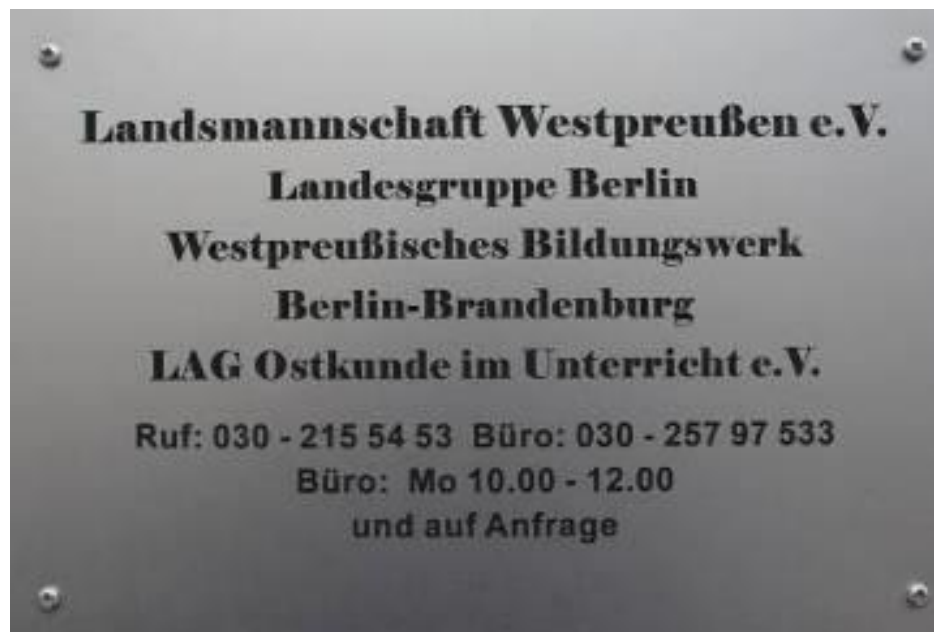 Landsmannschaft Westpreußen e.V.
Landesgruppe Berlin
Westpreußisches Bildungswerk
Berlin-Brandenburg
LAG Ostkunde im Unterricht e.V.
Ruf: 030 - 215 54 53 Büro: 030 - 257 97 533
Büro: Mo 10.00 - 12.00
und auf Anfrage